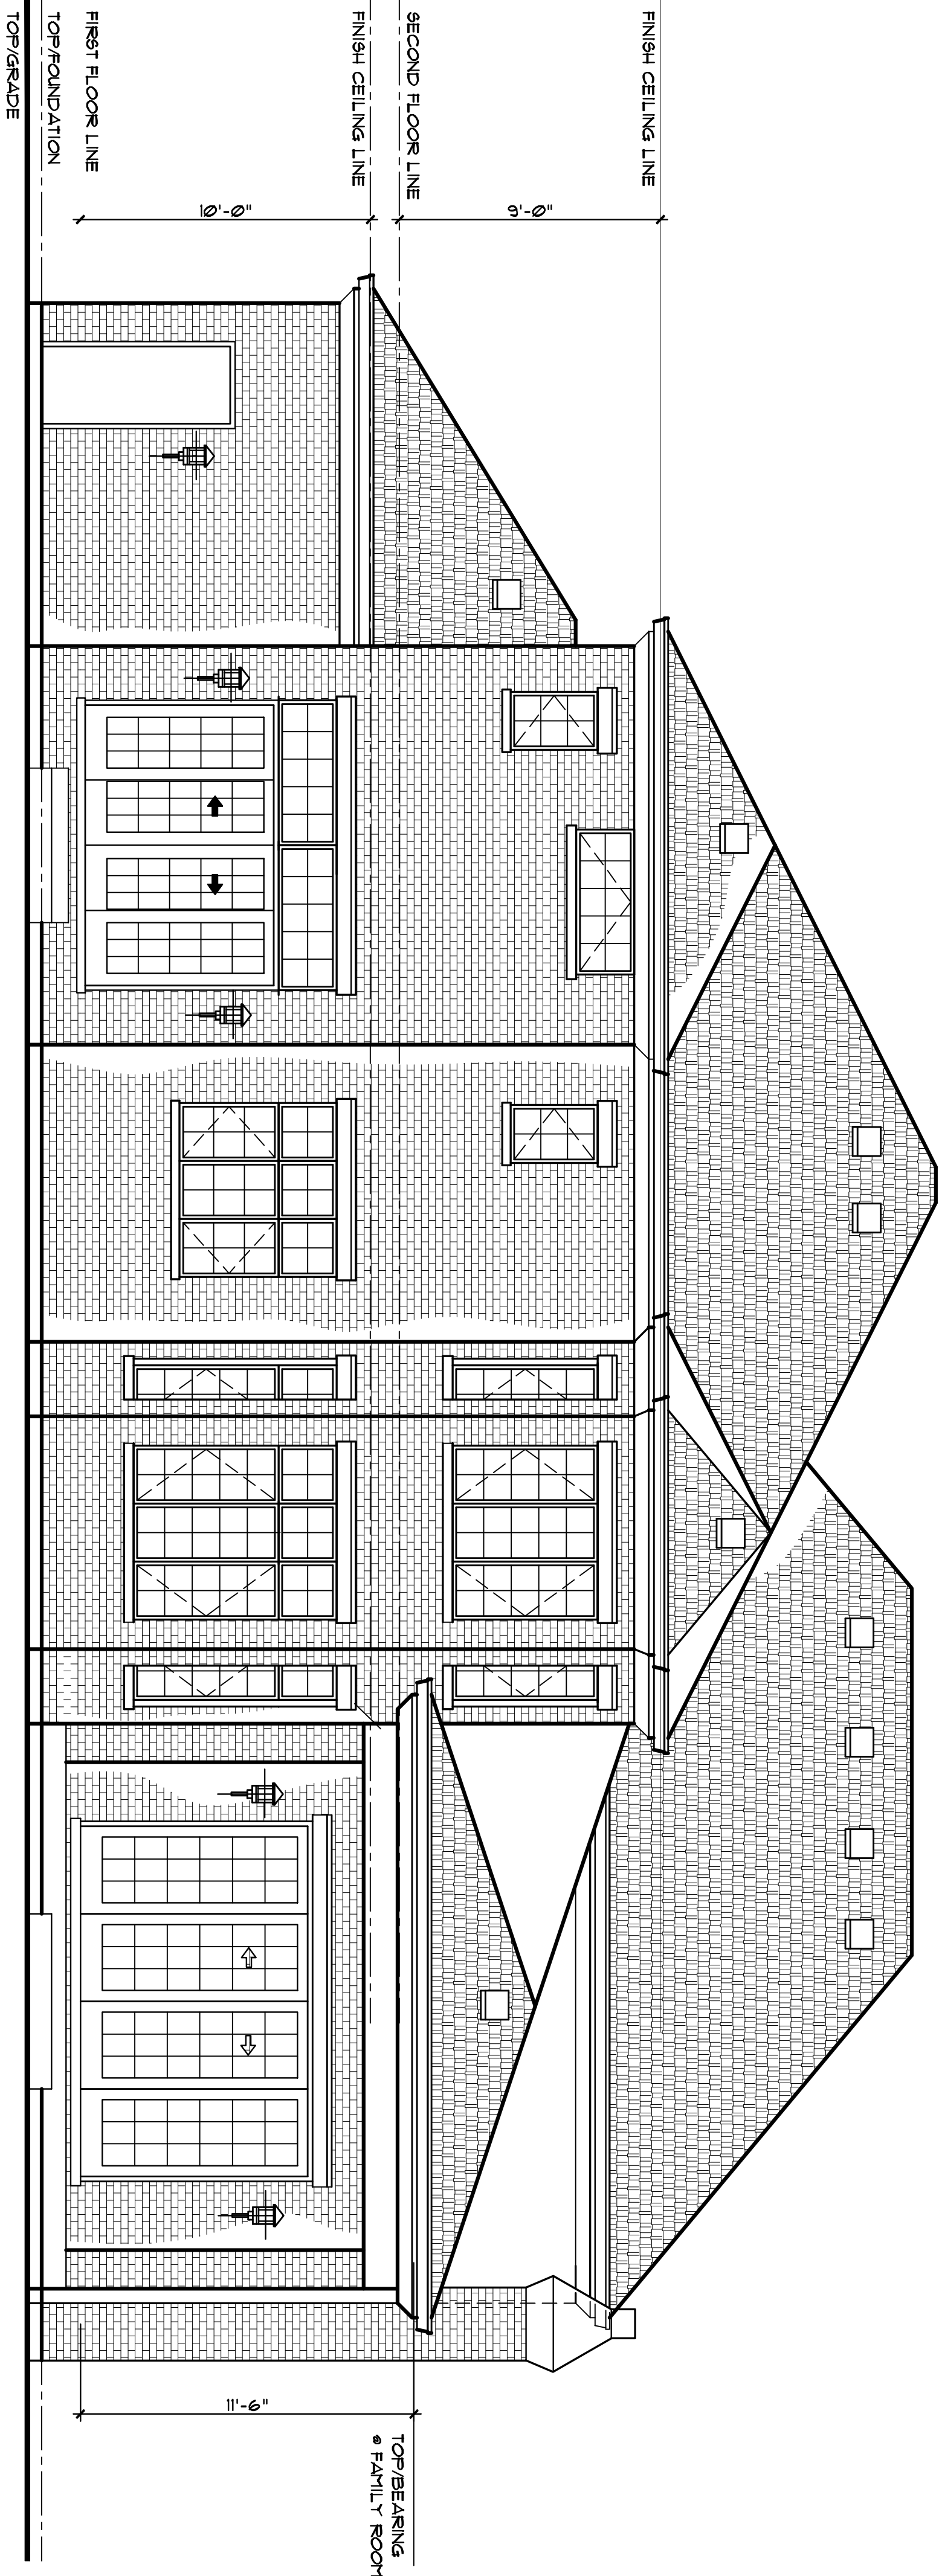 FINISH CEILING LINE
9'-0"
SECOND FLOOR LINE
FINISH CEILING LINE
10'-0"
FIRST FLOOR LINE
TOP/FOUNDATION
TOP/GRADE
TOP/BEARING
@ FAMILY ROOM
11'-6"